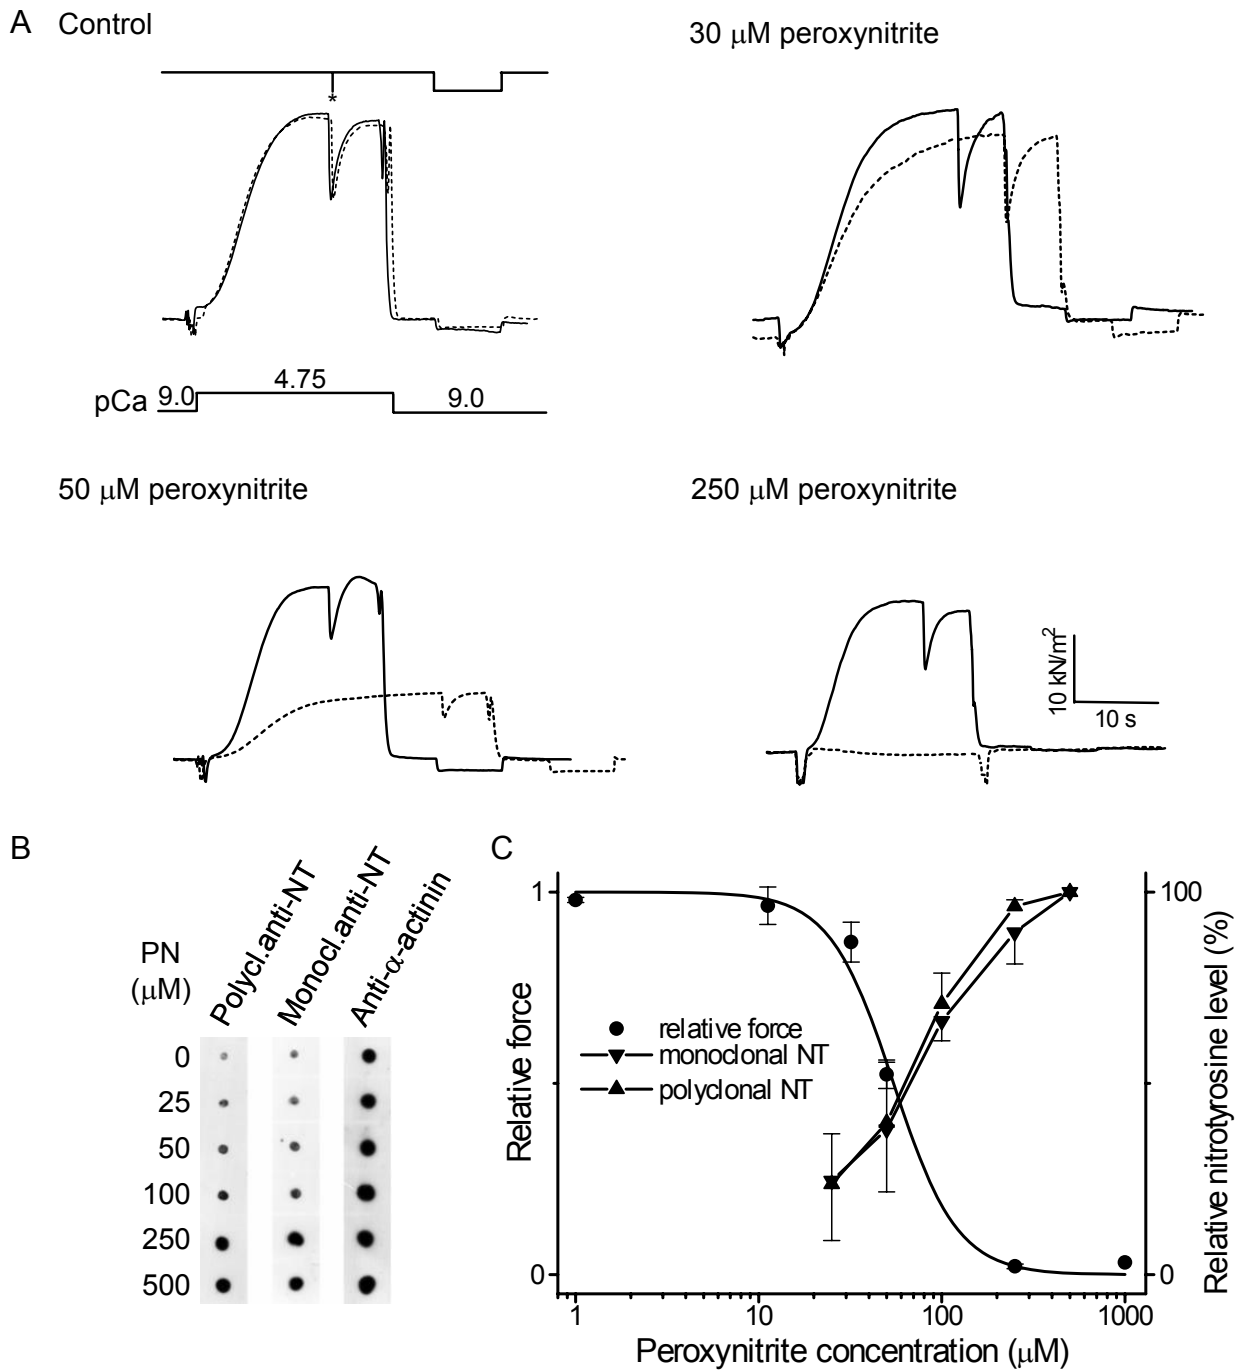 A Control
30 μM peroxynitrite
*
9.0 4.75 9.0
pCa
50 μM peroxynitrite
250 μM peroxynitrite
10 kN/m²
10 s
B
PN
(μM)
Polycl.anti-NT
Monocl.anti-NT
Anti-α-actinin
0
25
50
100
250
500
C
1
0
Relative force
relative force
monoclonal NT
polyclonal NT
100
0
Relative nitrotyrosine level (%)
1 10 100 1000
Peroxynitrite concentration (μM)